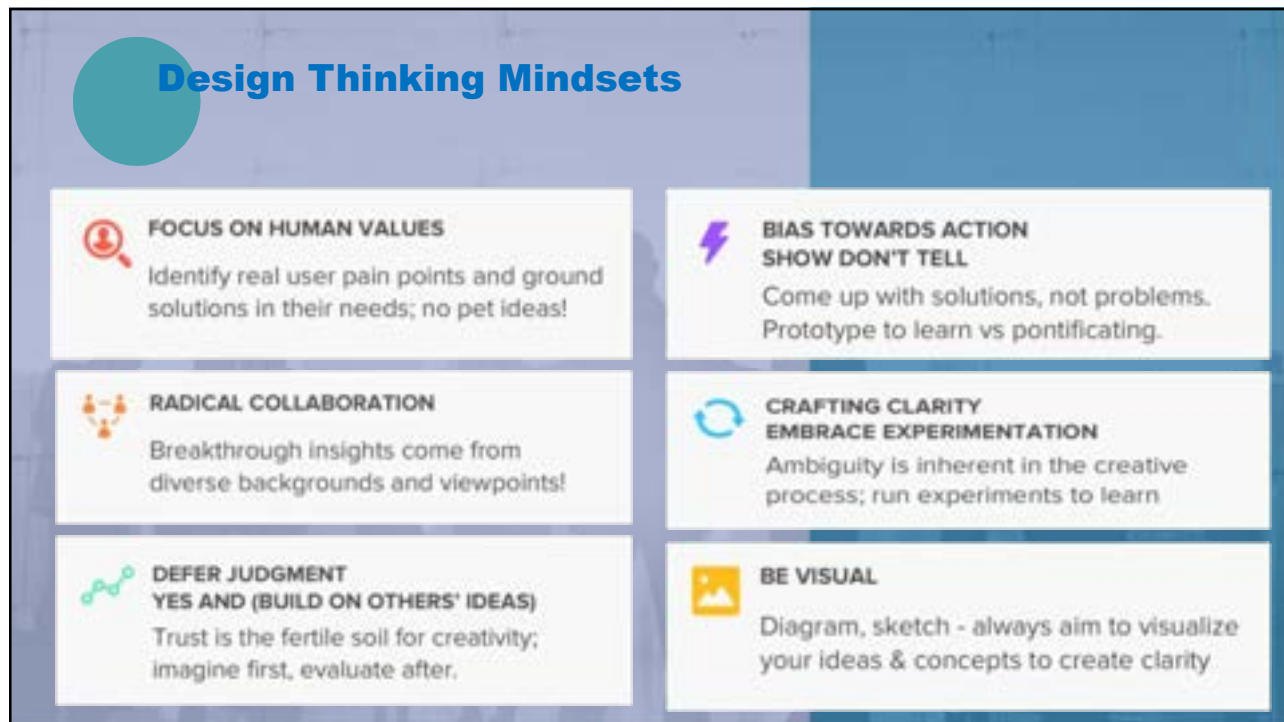 Design Thinking Mindsets
FOCUS ON HUMAN VALUES
Identify real user pain points and ground
solutions in their needs; no pet ideas!
RADICAL COLLABORATION
Breakthrough insights come from
diverse backgrounds and viewpoints!
DEFER JUDGMENT
YES AND (BUILD ON OTHERS' IDEAS)
Trust is the fertile soil for creativity;
imagine first, evaluate after.
BIAS TOWARDS ACTION
SHOW DON'T TELL
Come up with solutions, not problems.
Prototype to learn vs pontificating.
CRAFTING CLARITY
EMBRACE EXPERIMENTATION
Ambiguity is inherent in the creative
process; run experiments to learn
BE VISUAL
Diagram, sketch - always aim to visualize
your ideas & concepts to create clarity